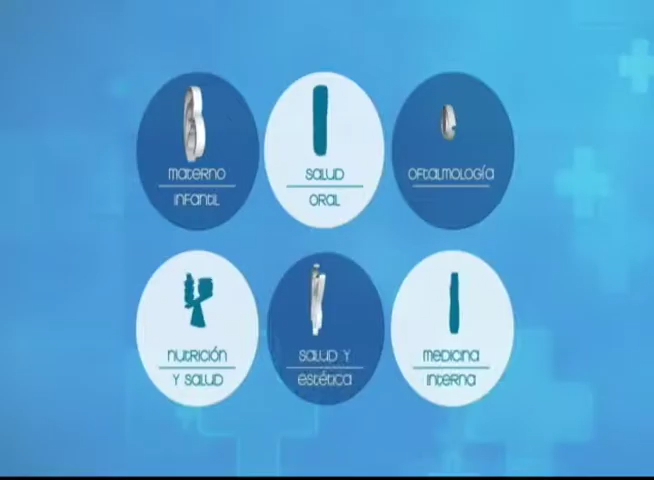 materno
infantil
salud
oral
oftalmología
nutrición
y salud
salud y
estética
medicina
interna